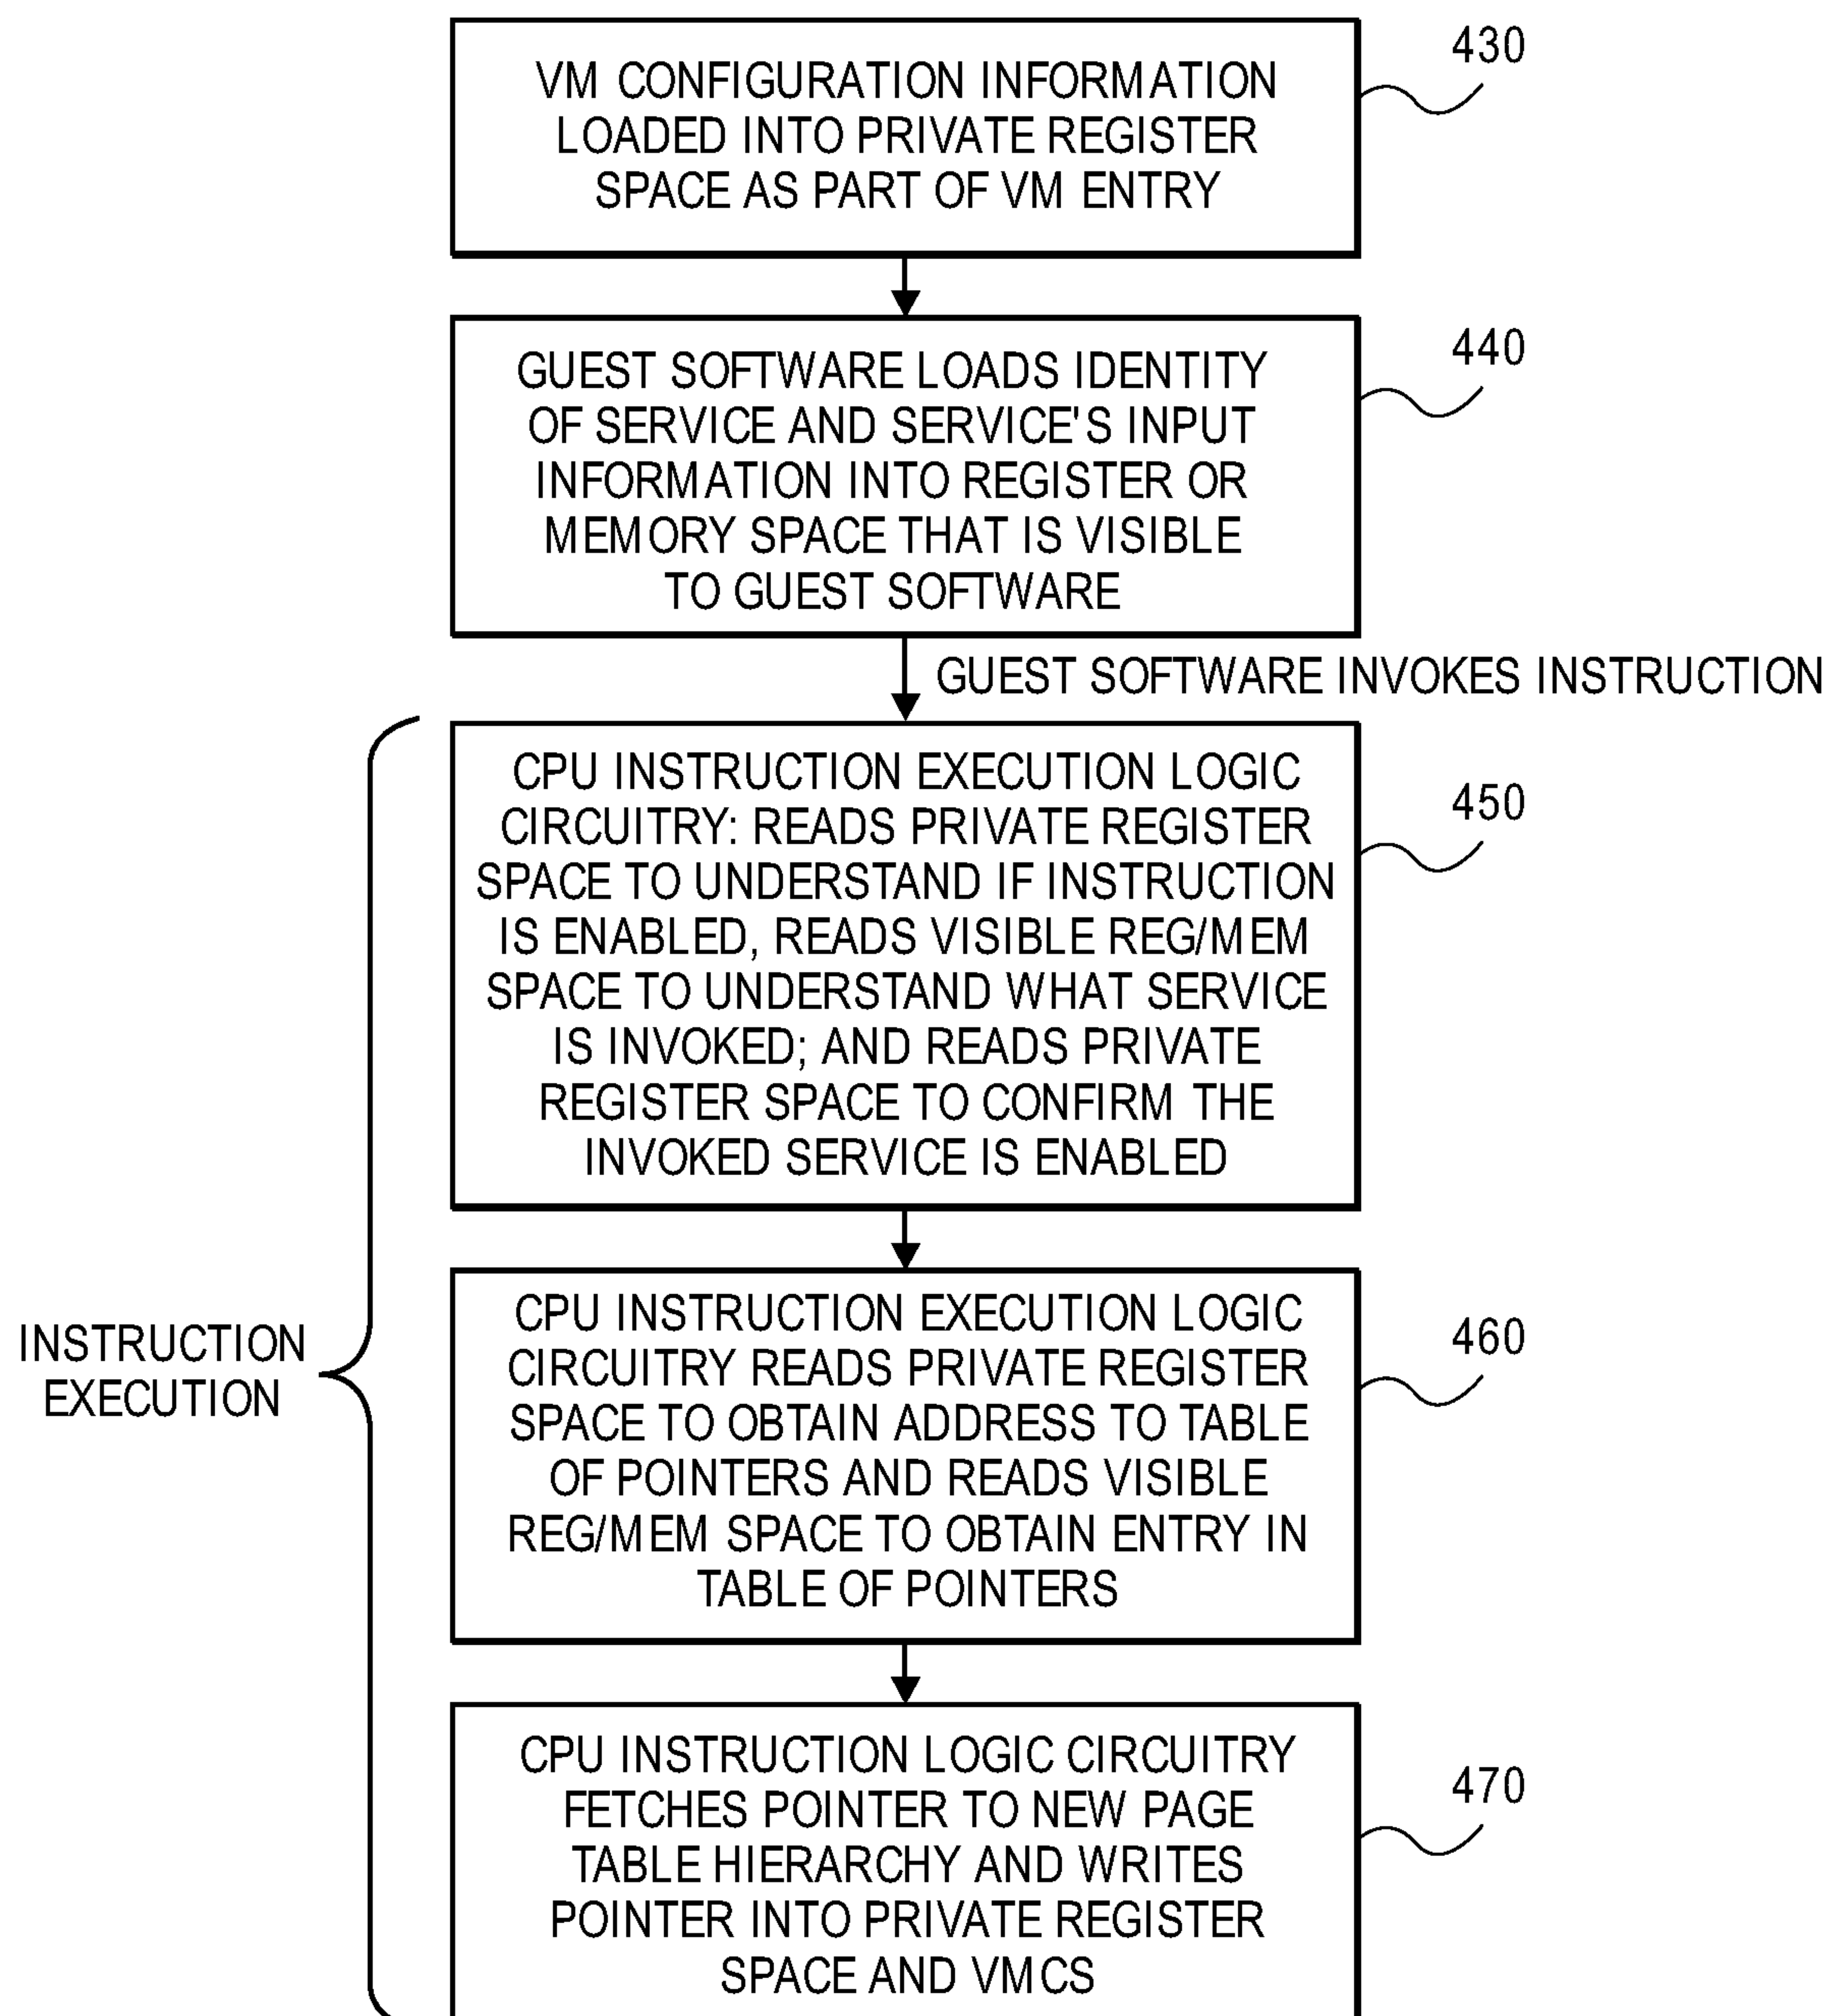 VM CONFIGURATION INFORMATION
LOADED INTO PRIVATE REGISTER
SPACE AS PART OF VM ENTRY
430
GUEST SOFTWARE LOADS IDENTITY
OF SERVICE AND SERVICE'S INPUT
INFORMATION INTO REGISTER OR
MEMORY SPACE THAT IS VISIBLE
TO GUEST SOFTWARE
440
GUEST SOFTWARE INVOKES INSTRUCTION
CPU INSTRUCTION EXECUTION LOGIC
CIRCUITRY: READS PRIVATE REGISTER
SPACE TO UNDERSTAND IF INSTRUCTION
IS ENABLED, READS VISIBLE REG/MEM
SPACE TO UNDERSTAND WHAT SERVICE
IS INVOKED; AND READS PRIVATE
REGISTER SPACE TO CONFIRM THE
INVOKED SERVICE IS ENABLED
450
INSTRUCTION
EXECUTION
CPU INSTRUCTION EXECUTION LOGIC
CIRCUITRY READS PRIVATE REGISTER
SPACE TO OBTAIN ADDRESS TO TABLE
OF POINTERS AND READS VISIBLE
REG/MEM SPACE TO OBTAIN ENTRY IN
TABLE OF POINTERS
460
CPU INSTRUCTION LOGIC CIRCUITRY
FETCHES POINTER TO NEW PAGE
TABLE HIERARCHY AND WRITES
POINTER INTO PRIVATE REGISTER
SPACE AND VMCS
470